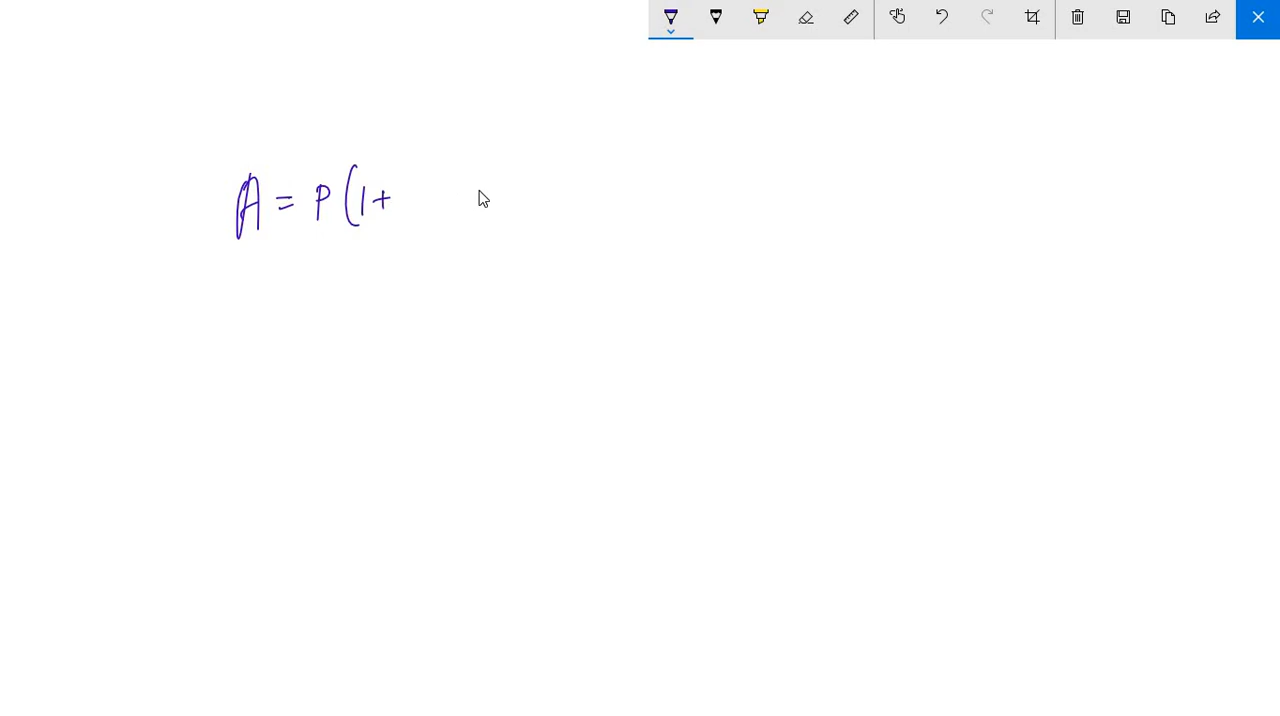 A = P (1+